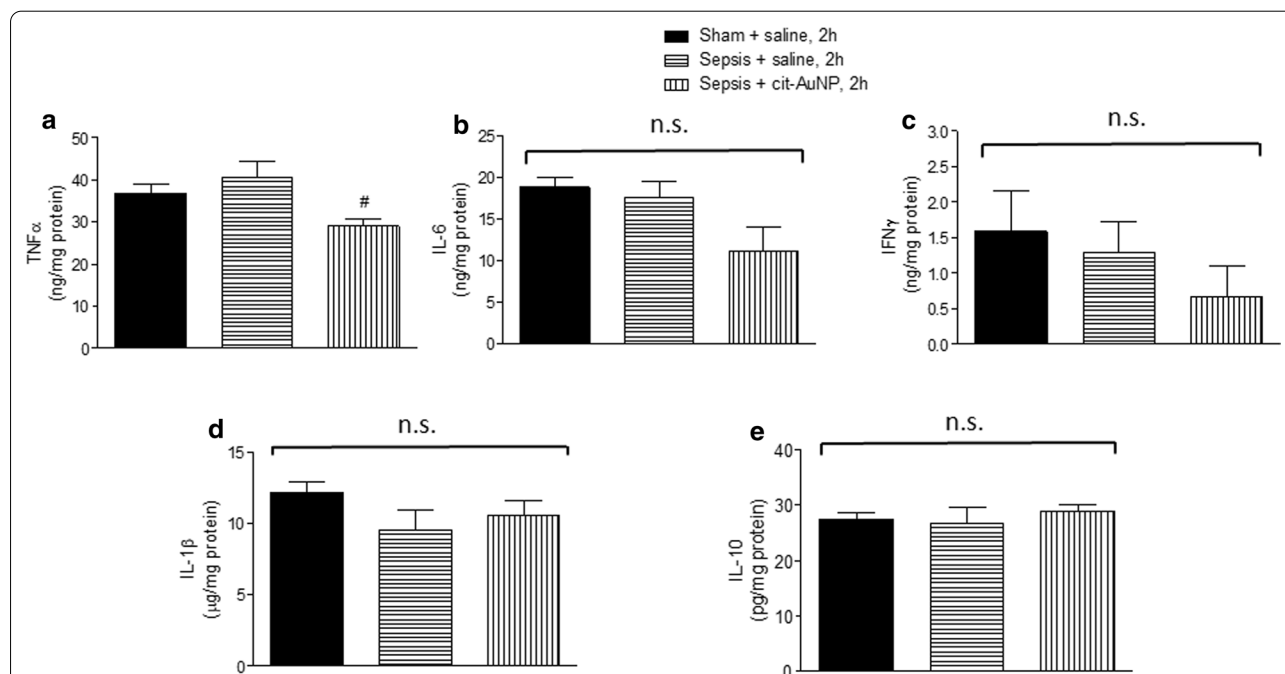 Sham + saline, 2h
Sepsis + saline, 2h
Sepsis + cit-AuNP, 2h
a
TNFα
(ng/mg protein)
50
40
30
20
10
0
#
b
n.s.
IL-6
(ng/mg protein)
25
20
15
10
5
0
c
n.s.
IFNγ
(ng/mg protein)
3.0
2.5
2.0
1.5
1.0
0.5
0.0
d
n.s.
IL-1β
(µg/mg protein)
15
10
5
0
e
n.s.
IL-10
(pg/mg protein)
40
30
20
10
0